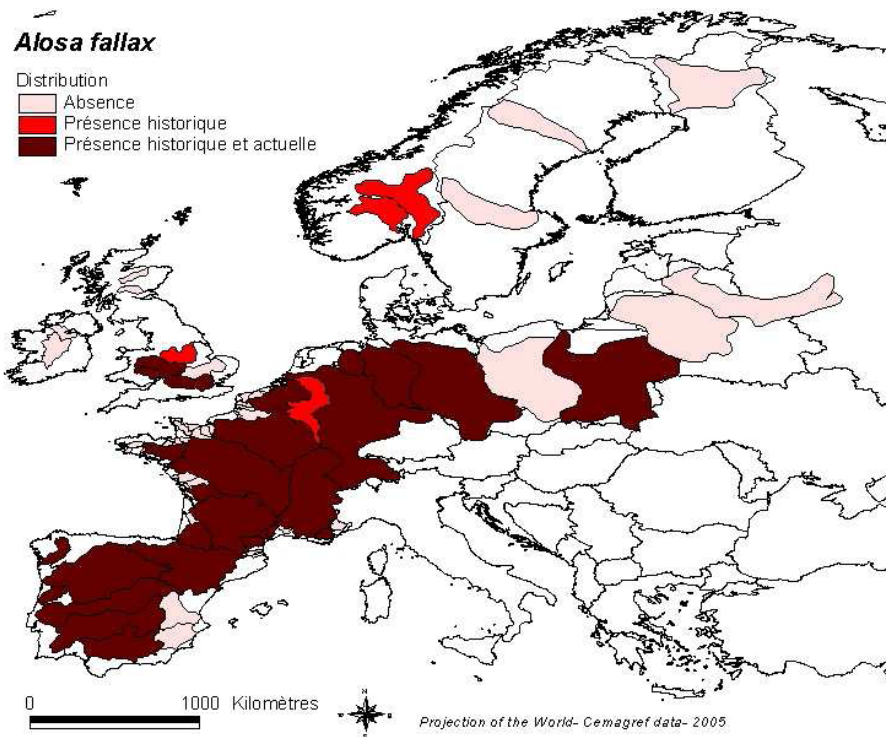 Alosa fallax
Distribution
Absence
Présence historique
Présence historique et actuelle
0 1000 Kilomètres
N
Projection of the World- Cemagref data- 2005